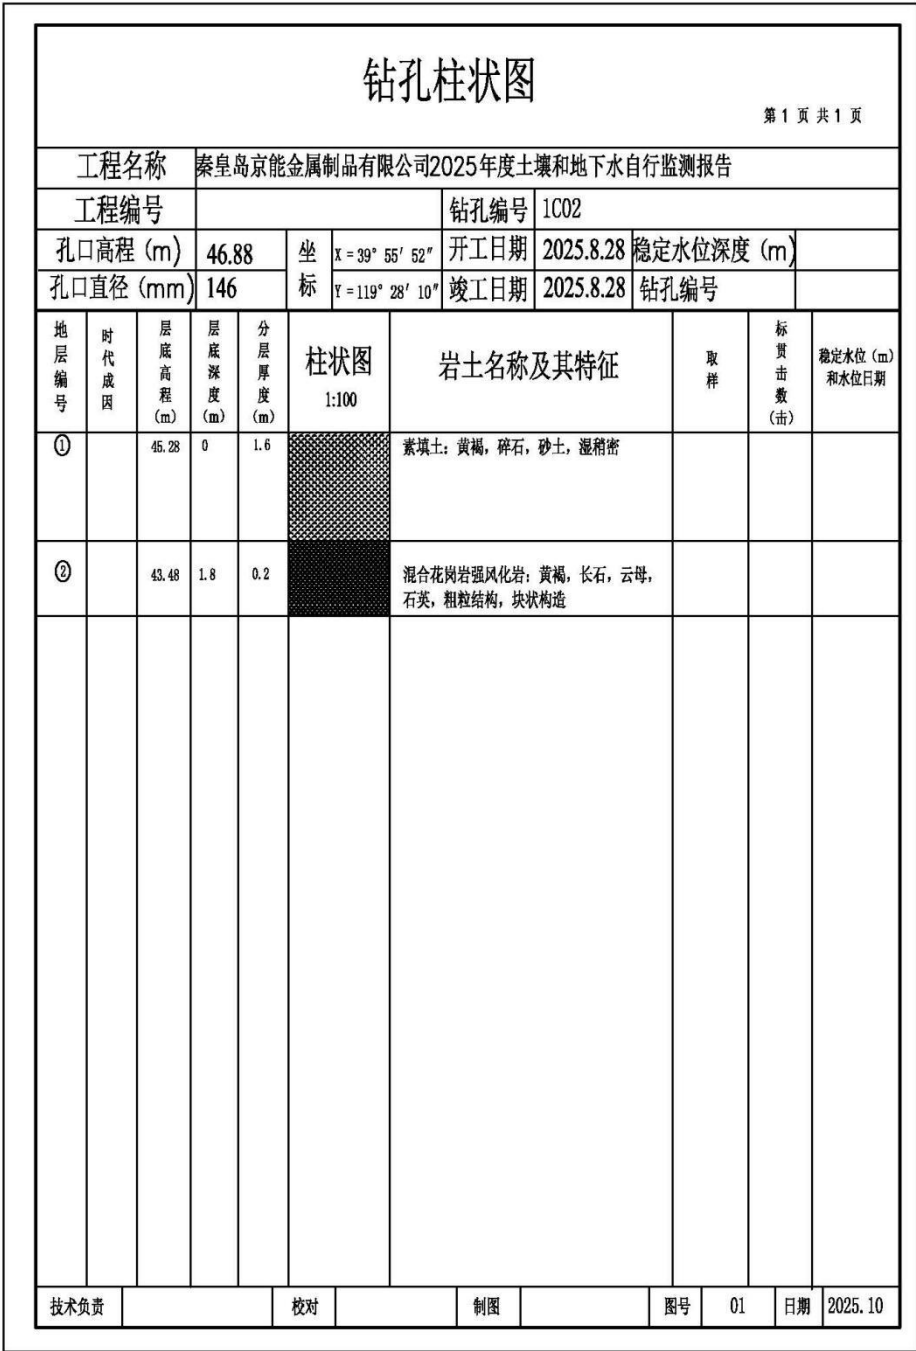 钻孔柱状图
第 1 页 共 1 页
工程名称 秦皇岛京能金属制品有限公司2025年度土壤和地下水自行监测报告
工程编号 钻孔编号 1C02
孔口高程 (m) 46.88 坐标 X = 39° 55′ 52″ 开工日期 2025.8.28 稳定水位深度 (m)
孔口直径 (mm) 146 Y = 119° 28′ 10″ 竣工日期 2025.8.28 钻孔编号
地层编号 时代成因 层底高程(m) 层底深度(m) 分层厚度(m) 柱状图 1:100 岩土名称及其特征 取样 标贯击数(击) 稳定水位 (m) 和水位日期
① 45.28 0 1.6 素填土：黄褐，碎石，砂土，湿稍密
② 43.48 1.8 0.2 混合花岗岩强风化岩：黄褐，长石，云母，
石英，粗粒结构，块状构造
技术负责 校对 制图 图号 01 日期 2025.10